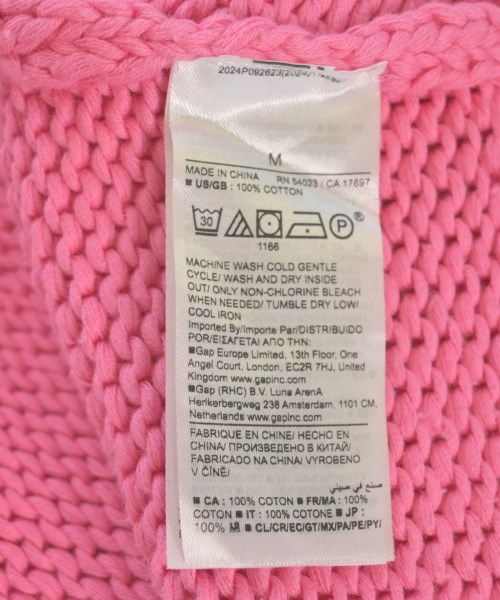 M
MADE IN CHINA RN 54023 / CA 17897
■ US/GB : 100% COTTON
30 P ®
1166
MACHINE WASH COLD GENTLE
CYCLE/ WASH AND DRY INSIDE
OUT/ ONLY NON-CHLORINE BLEACH
WHEN NEEDED/ TUMBLE DRY LOW/
COOL IRON
Imported By/Importe Par/DISTRIBUIDO
POR/ΕΙΣΑΓΕΤΑΙ ΑΠΟ ΤΗΝ:
■Gap Europe Limited, 13th Floor, One
Angel Court, London, EC2R 7HJ, United
Kingdom www.gapinc.com
■Gap (RHC) B.V. Luna ArenA
Herikerbergweg 238 Amsterdam, 1101 CM,
Netherlands www.gapinc.com
FABRIQUE EN CHINE/ HECHO EN
CHINA/ ПРОИЗВЕДЕНО В КИТАЙ/
FABRICADO NA CHINA/ VYROBENO
V ČÍNĚ/
صنع في صيني
■ CA : 100% COTON ■ FR/MA : 100%
COTON ■ IT : 100% COTONE ■ JP :
100% 綿 ■ CL/CR/EC/GT/MX/PA/PE/PY/